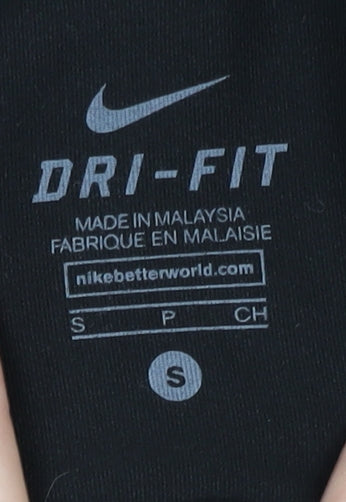 DRI-FIT
MADE IN MALAYSIA
FABRIQUE EN MALAISIE
nikebetterworld.com
S P CH
S